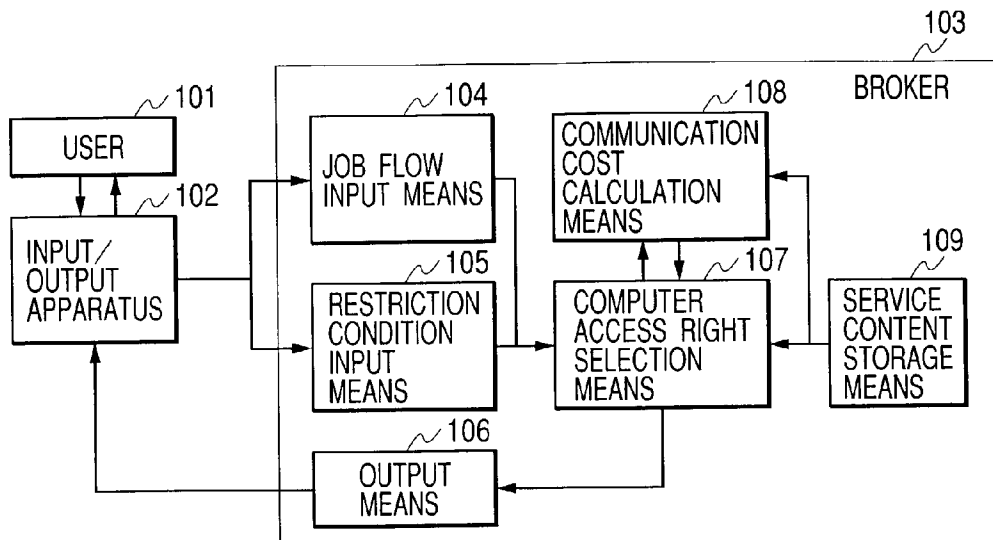 103
BROKER
101
USER
102
INPUT/
OUTPUT
APPARATUS
104
JOB FLOW
INPUT MEANS
108
COMMUNICATION
COST
CALCULATION
MEANS
105
RESTRICTION
CONDITION
INPUT
MEANS
107
COMPUTER
ACCESS RIGHT
SELECTION
MEANS
109
SERVICE
CONTENT
STORAGE
MEANS
106
OUTPUT
MEANS